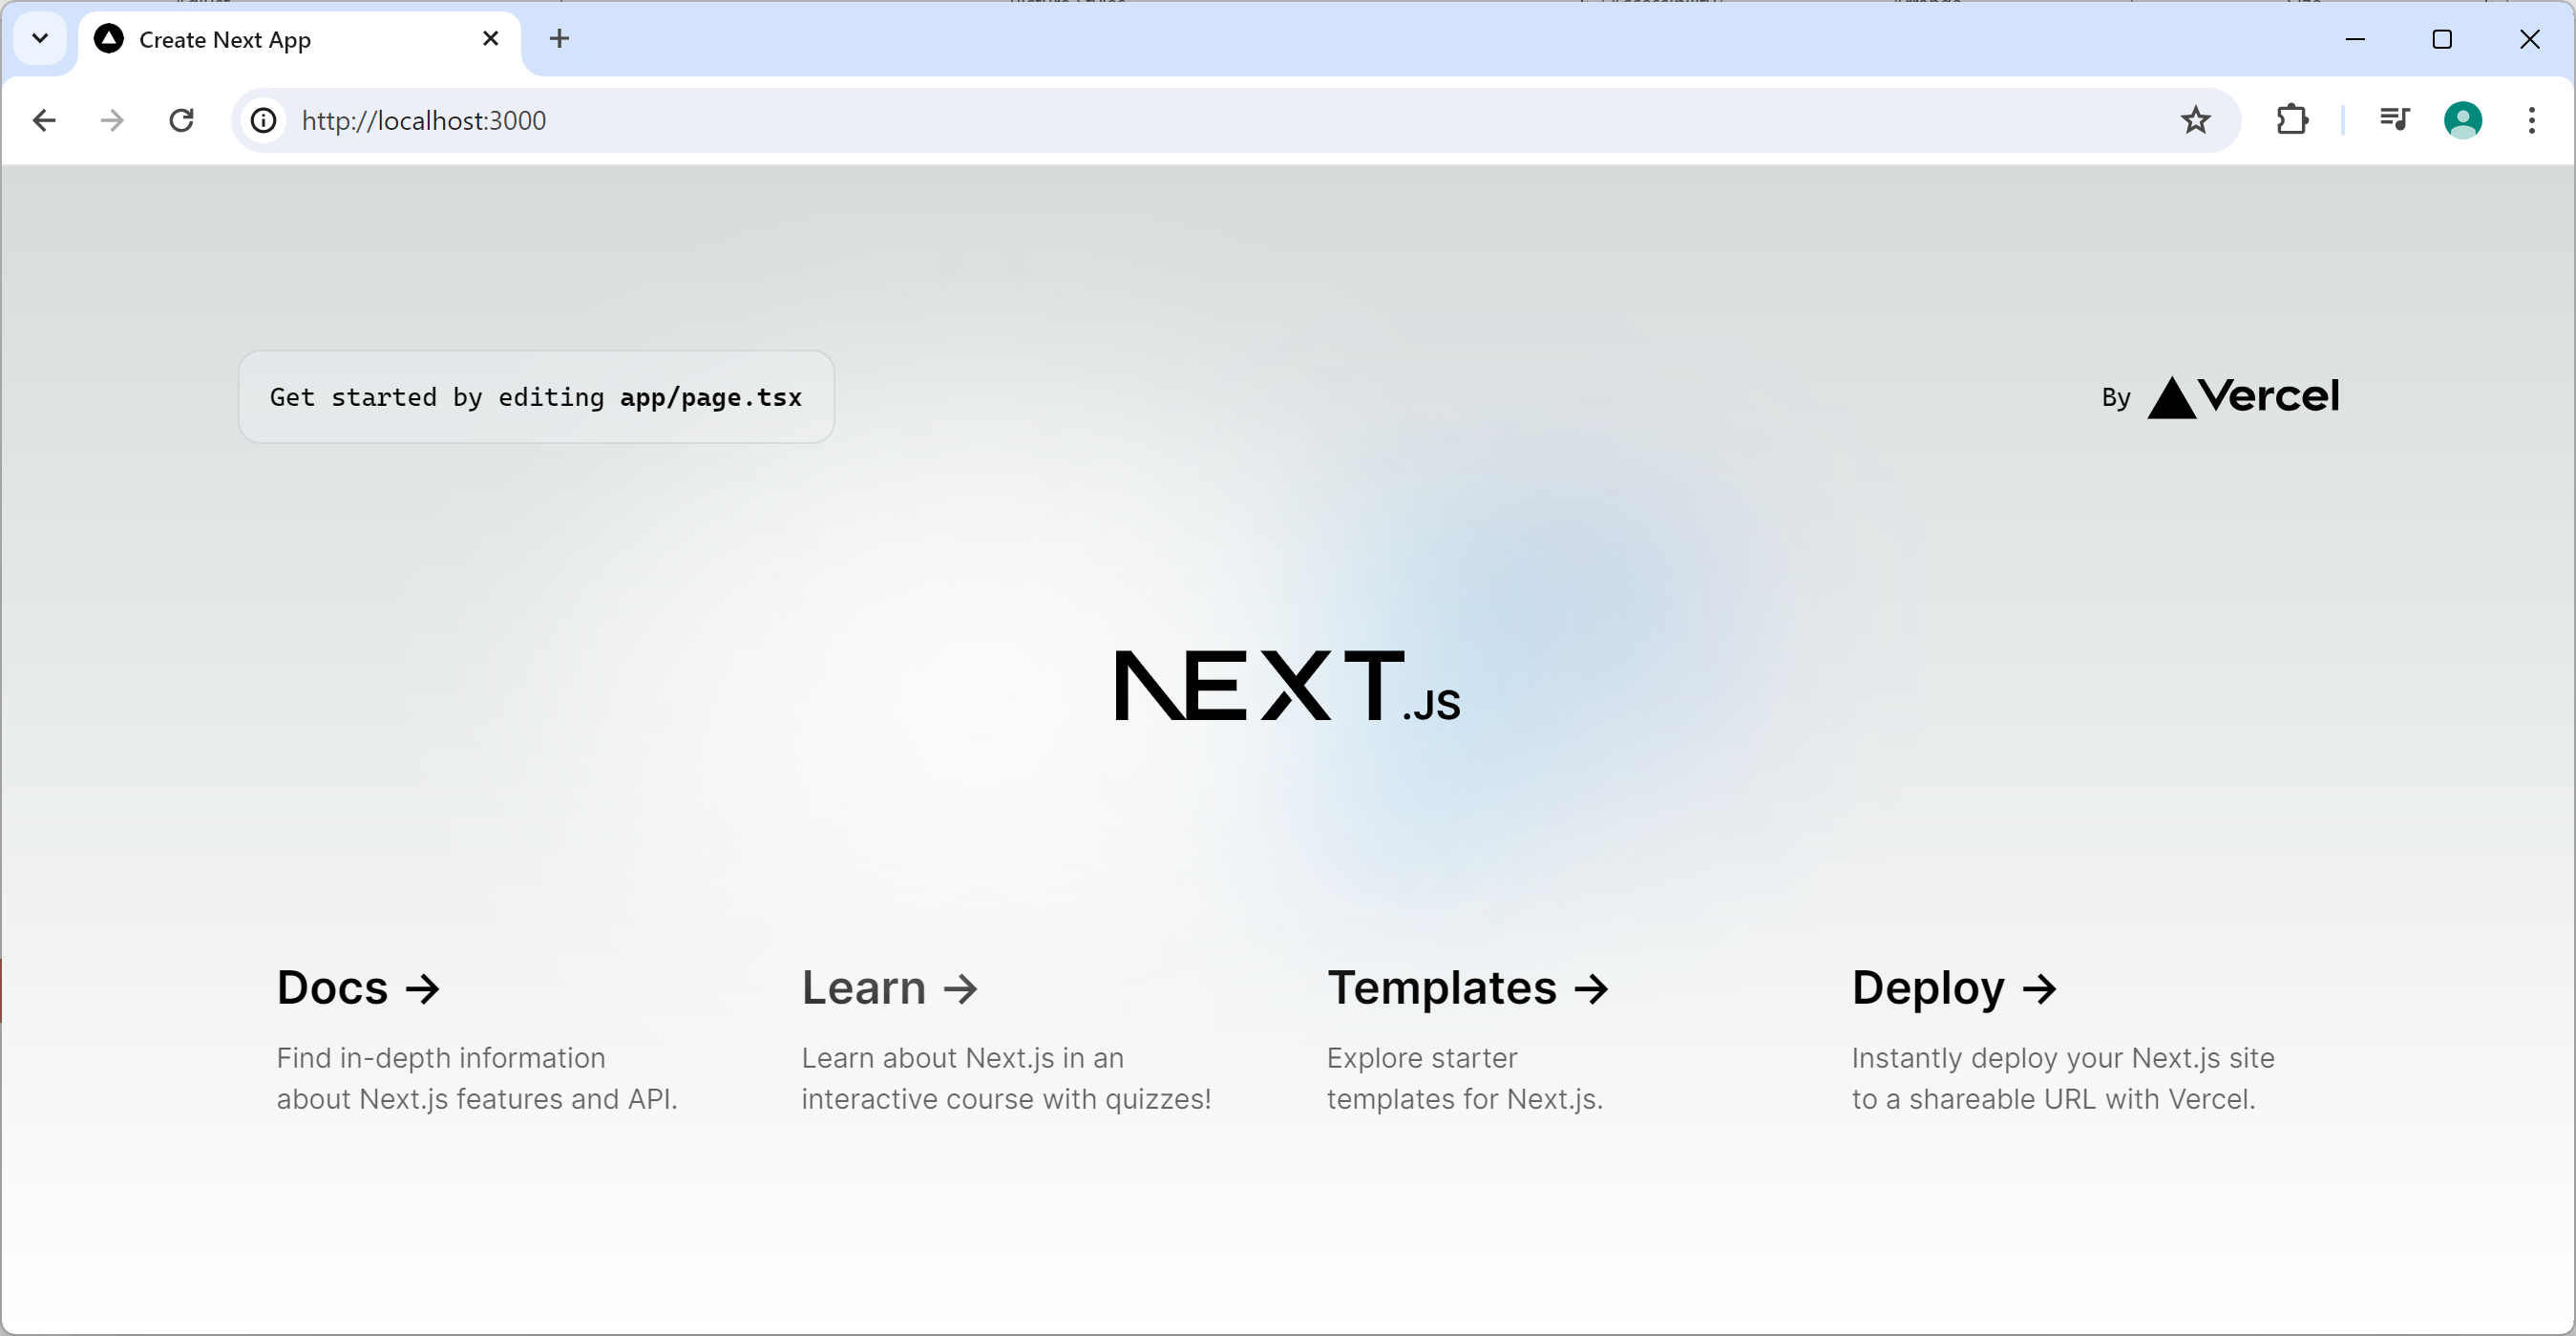 Create Next App
http://localhost:3000
Get started by editing app/page.tsx
By Vercel
NEXT.JS
Docs →
Find in-depth information
about Next.js features and API.
Learn →
Learn about Next.js in an
interactive course with quizzes!
Templates →
Explore starter
templates for Next.js.
Deploy →
Instantly deploy your Next.js site
to a shareable URL with Vercel.